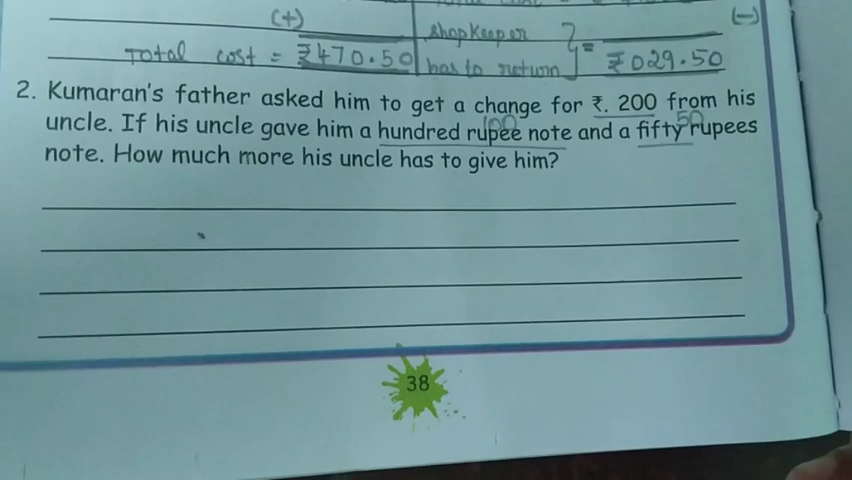 (+)
shopkeeper
(-)
Total cost = ₹470.50
has to return
} = ₹029.50
2. Kumaran's father asked him to get a change for ₹. 200 from his
100 50
uncle. If his uncle gave him a hundred rupee note and a fifty rupees
note. How much more his uncle has to give him?
38